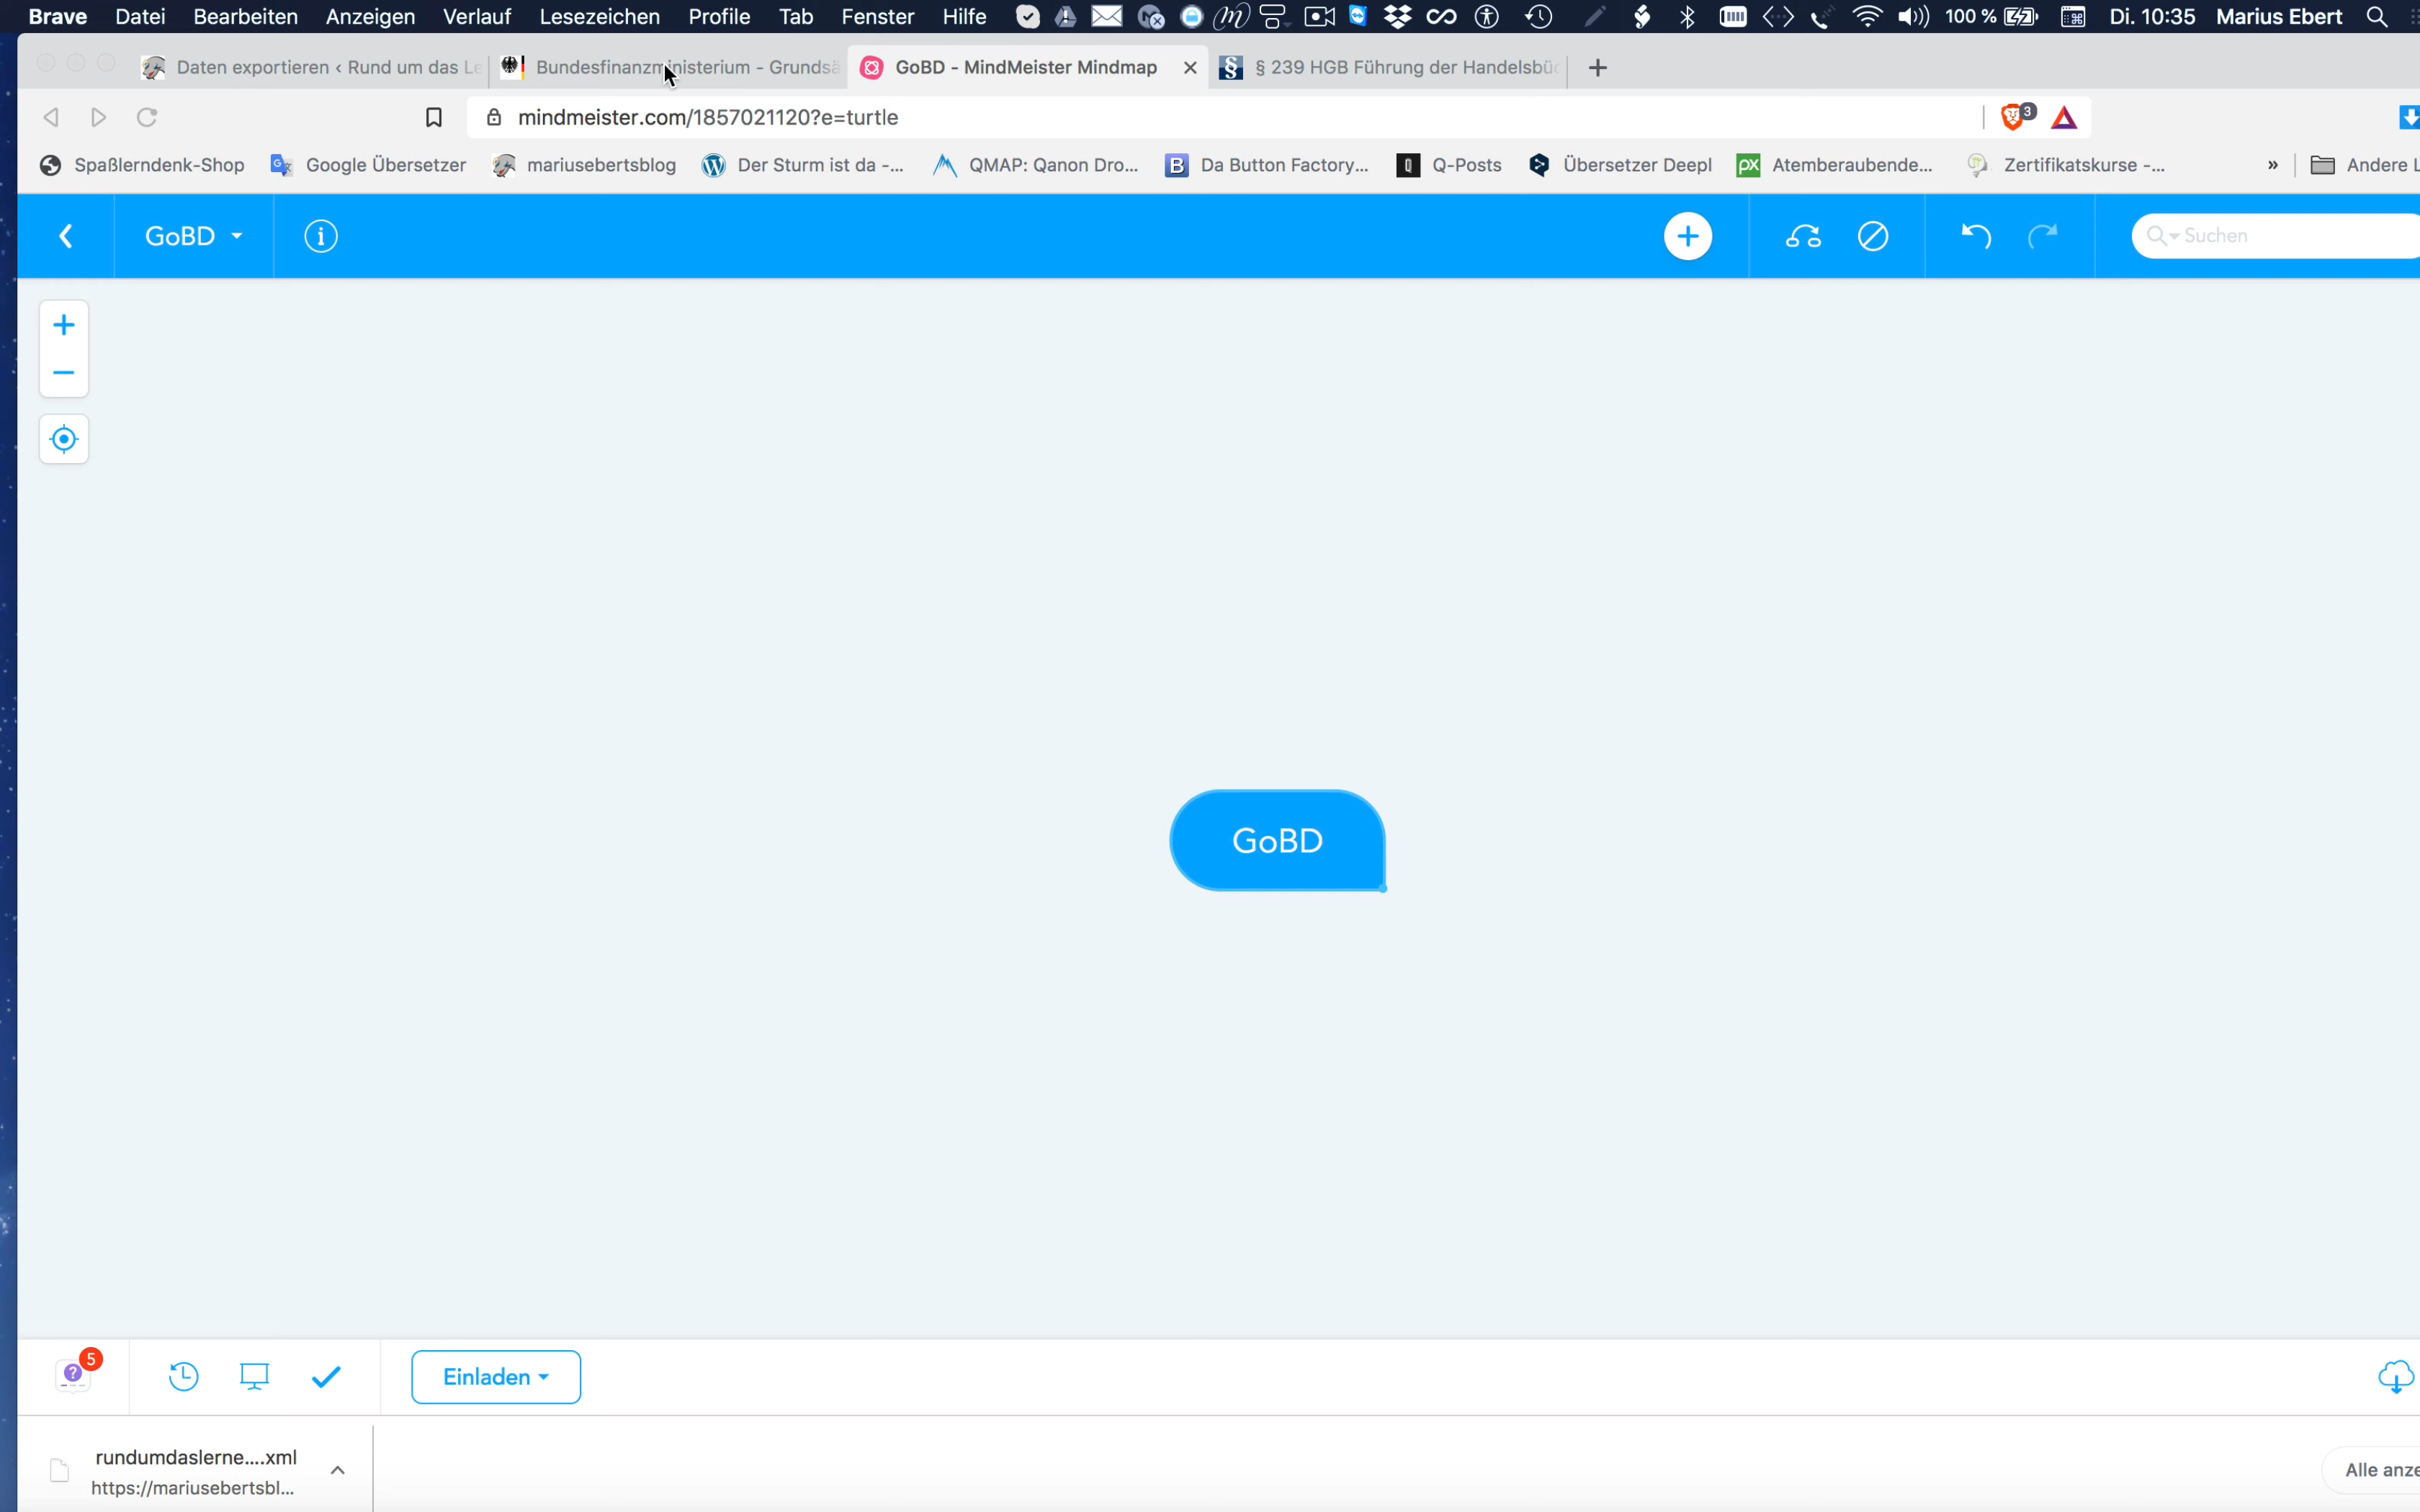 Brave Datei Bearbeiten Anzeigen Verlauf Lesezeichen Profile Tab Fenster Hilfe 100 % Di. 10:35 Marius Ebert
Daten exportieren ‹ Rund um das Le Bundesfinanzministerium - Grundsä GoBD - MindMeister Mindmap § 239 HGB Führung der Handelsbüc
mindmeister.com/1857021120?e=turtle 3
Spaßlerndenk-Shop Google Übersetzer mariusebertsblog Der Sturm ist da -... QMAP: Qanon Dro... Da Button Factory... Q-Posts Übersetzer Deepl Atemberaubende... Zertifikatskurse -... » Andere L
GoBD Suchen
GoBD
5
Einladen
rundumdaslerne....xml
https://mariusebertsbl...
Alle anze